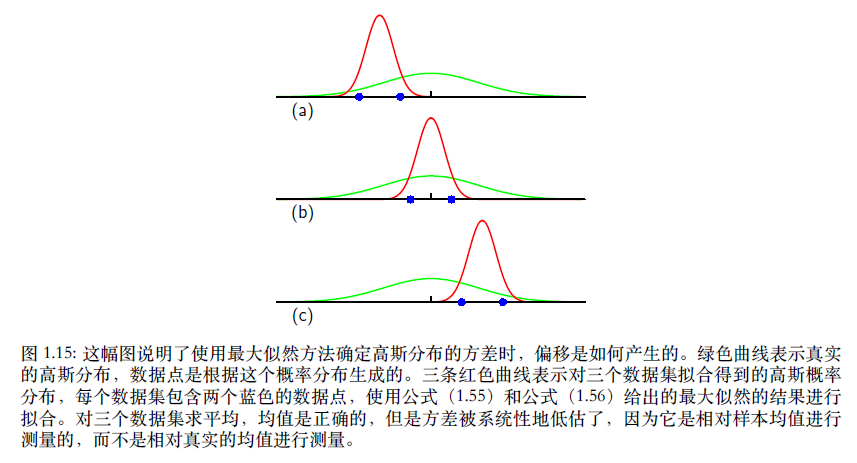 (a)
(b)
(c)
图 1.15: 这幅图说明了使用最大似然方法确定高斯分布的方差时，偏移是如何产生的。绿色曲线表示真实
的高斯分布，数据点是根据这个概率分布生成的。三条红色曲线表示对三个数据集拟合得到的高斯概率
分布，每个数据集包含两个蓝色的数据点，使用公式（1.55）和公式（1.56）给出的最大似然的结果进行
拟合。对三个数据集求平均，均值是正确的，但是方差被系统性地低估了，因为它是相对样本均值进行
测量的，而不是相对真实的均值进行测量。